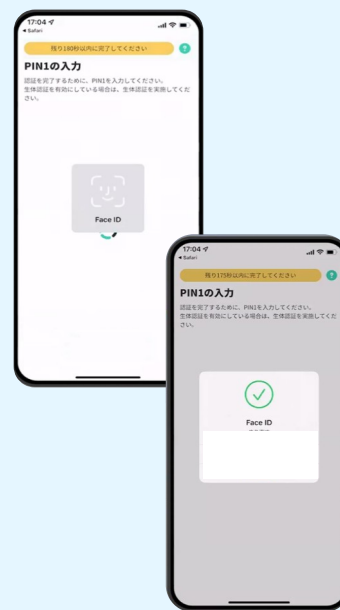 17:04
Safari
残り180秒以内に完了してください
PIN1の入力
認証を完了するために、PINを入力してください。
生体認証を有効にしている場合は、生体認証を実施してくだ
さい。
Face ID
17:04
Safari
残り175秒以内に完了してください
PIN1の入力
認証を完了するために、PIN1を入力してください。
生体認証を有効にしている場合は、生体認証を実施してくだ
さい。
Face ID